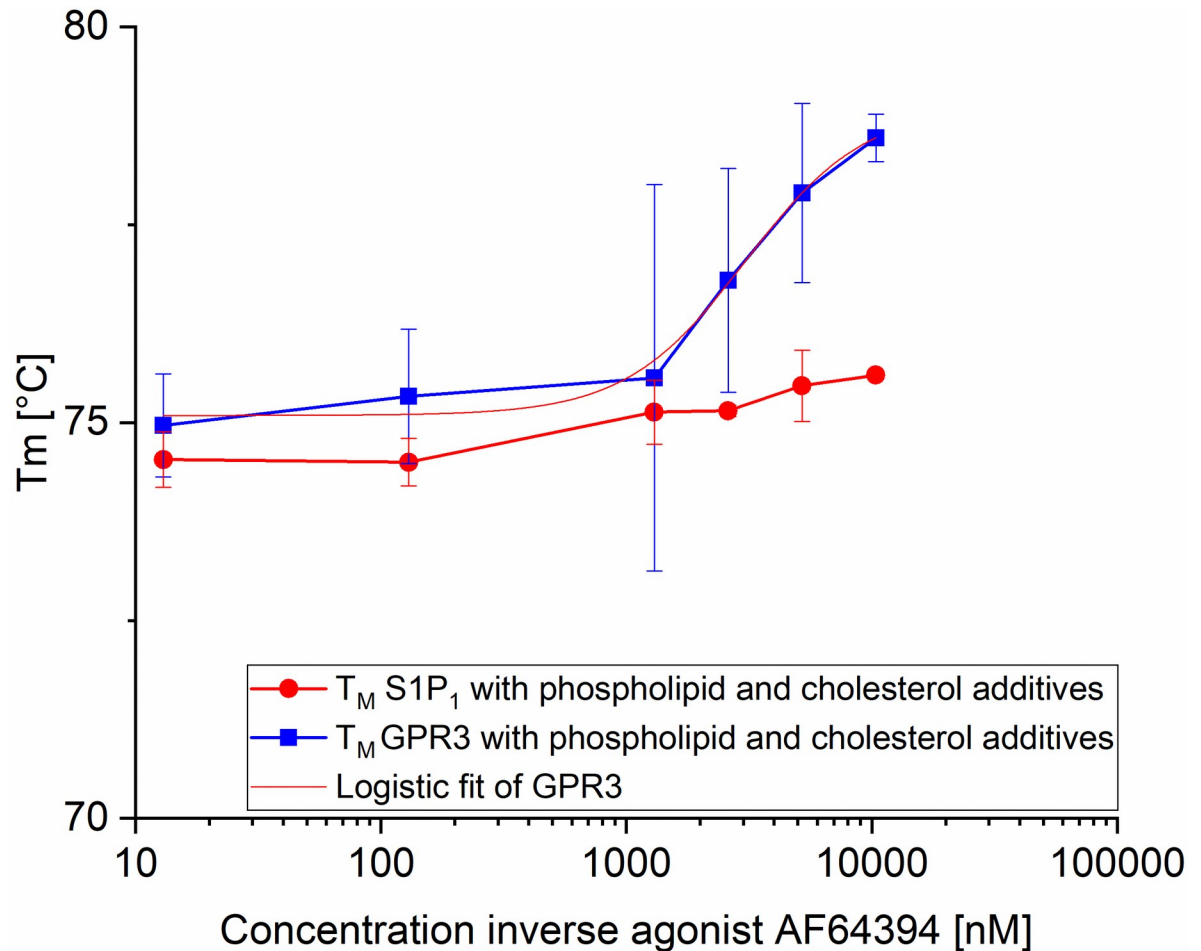 80
75
70
Tm [°C]
T_M S1P_1 with phospholipid and cholesterol additives
T_M GPR3 with phospholipid and cholesterol additives
Logistic fit of GPR3
10 100 1000 10000 100000
Concentration inverse agonist AF64394 [nM]